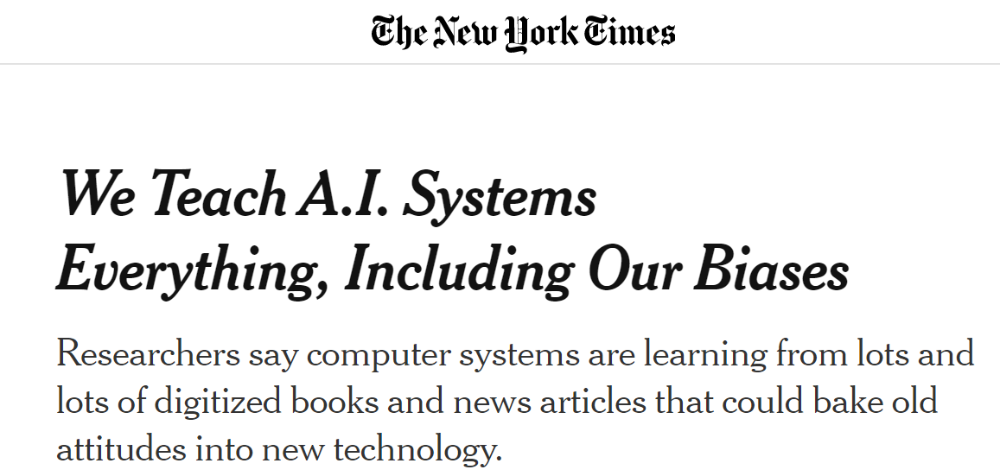 The New York Times
We Teach A.I. Systems
Everything, Including Our Biases
Researchers say computer systems are learning from lots and
lots of digitized books and news articles that could bake old
attitudes into new technology.